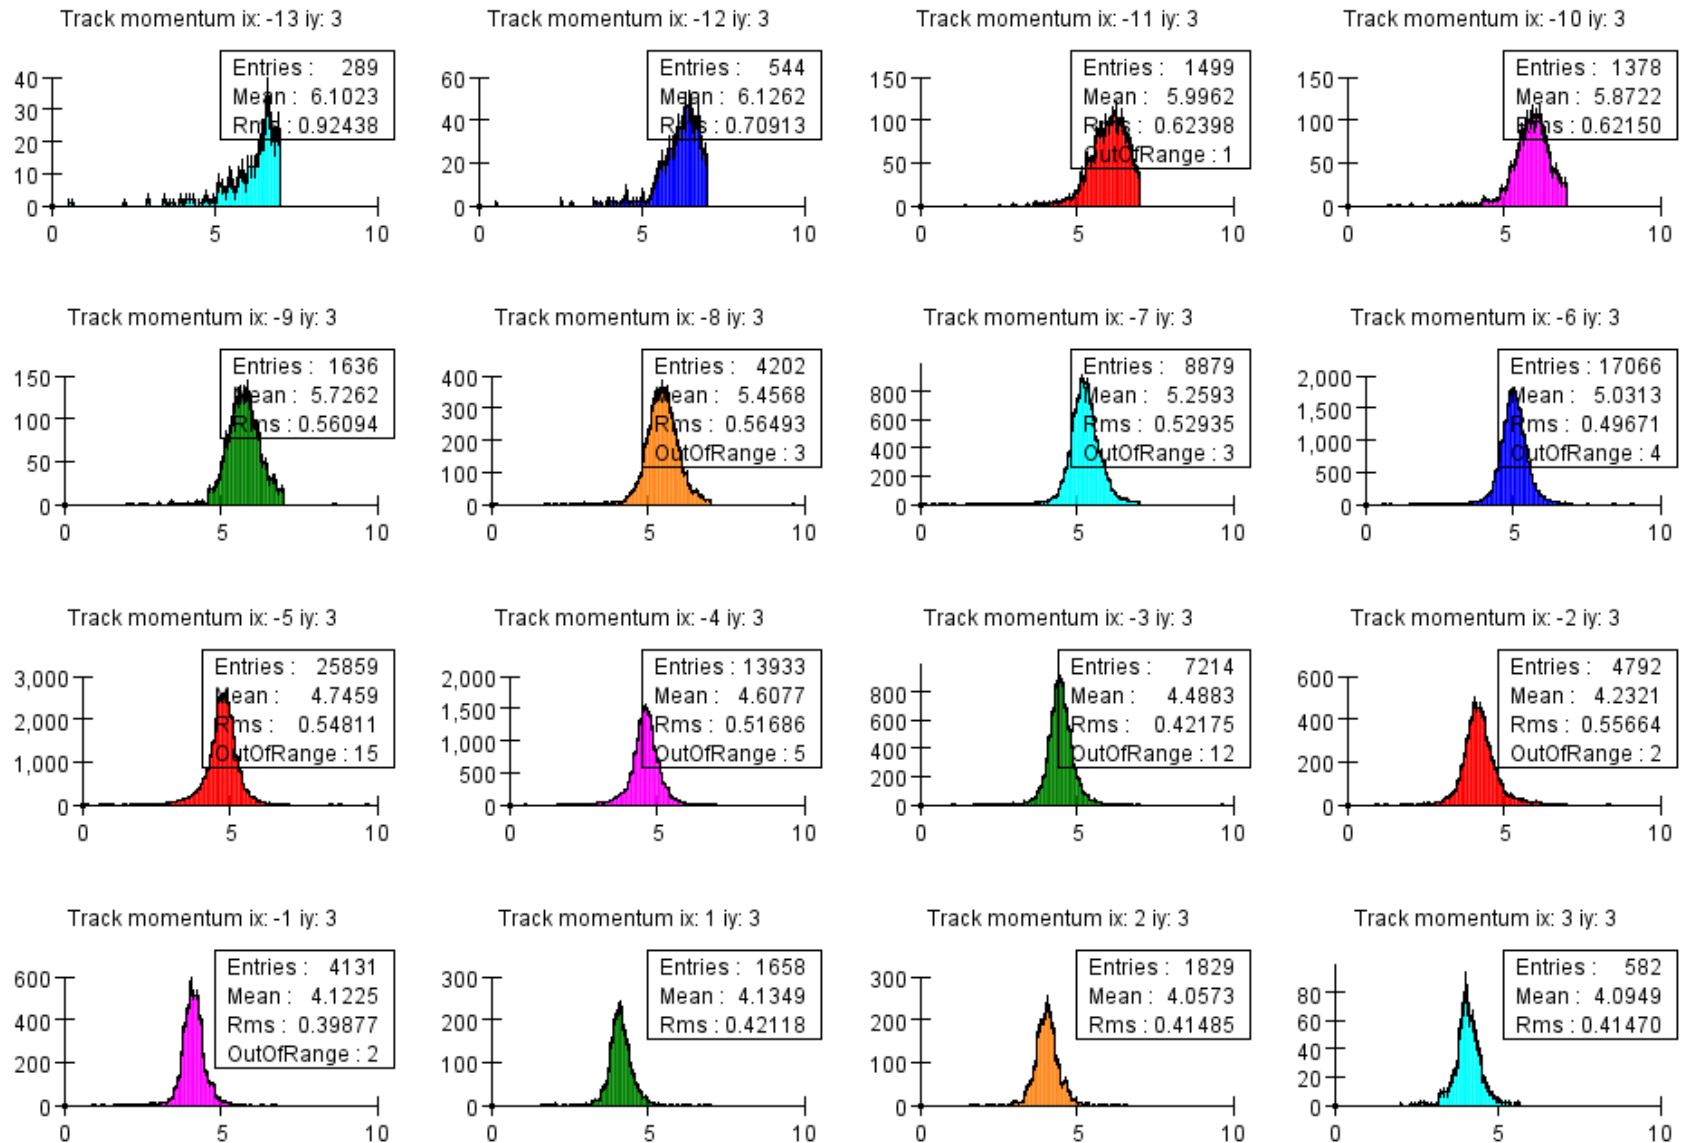 Track momentum ix: -13 iy: 3
Entries : 289
Mean : 6.1023
Rms : 0.92438
40
30
20
10
0
0 5 10
Track momentum ix: -12 iy: 3
Entries : 544
Mean : 6.1262
Rms : 0.70913
60
40
20
0
0 5 10
Track momentum ix: -11 iy: 3
Entries : 1499
Mean : 5.9962
Rms : 0.62398
OutOfRange : 1
150
100
50
0
0 5 10
Track momentum ix: -10 iy: 3
Entries : 1378
Mean : 5.8722
Rms : 0.62150
150
100
50
0
0 5 10
Track momentum ix: -9 iy: 3
Entries : 1636
Mean : 5.7262
Rms : 0.56094
150
100
50
0
0 5 10
Track momentum ix: -8 iy: 3
Entries : 4202
Mean : 5.4568
Rms : 0.56493
OutOfRange : 3
400
300
200
100
0
0 5 10
Track momentum ix: -7 iy: 3
Entries : 8879
Mean : 5.2593
Rms : 0.52935
OutOfRange : 3
800
600
400
200
0
0 5 10
Track momentum ix: -6 iy: 3
Entries : 17066
Mean : 5.0313
Rms : 0.49671
OutOfRange : 4
2,000
1,500
1,000
500
0
0 5 10
Track momentum ix: -5 iy: 3
Entries : 25859
Mean : 4.7459
Rms : 0.54811
OutOfRange : 15
3,000
2,000
1,000
0
0 5 10
Track momentum ix: -4 iy: 3
Entries : 13933
Mean : 4.6077
Rms : 0.51686
OutOfRange : 5
2,000
1,500
1,000
500
0
0 5 10
Track momentum ix: -3 iy: 3
Entries : 7214
Mean : 4.4883
Rms : 0.42175
OutOfRange : 12
800
600
400
200
0
0 5 10
Track momentum ix: -2 iy: 3
Entries : 4792
Mean : 4.2321
Rms : 0.55664
OutOfRange : 2
600
400
200
0
0 5 10
Track momentum ix: -1 iy: 3
Entries : 4131
Mean : 4.1225
Rms : 0.39877
OutOfRange : 2
600
400
200
0
0 5 10
Track momentum ix: 1 iy: 3
Entries : 1658
Mean : 4.1349
Rms : 0.42118
300
200
100
0
0 5 10
Track momentum ix: 2 iy: 3
Entries : 1829
Mean : 4.0573
Rms : 0.41485
300
200
100
0
0 5 10
Track momentum ix: 3 iy: 3
Entries : 582
Mean : 4.0949
Rms : 0.41470
80
60
40
20
0
0 5 10